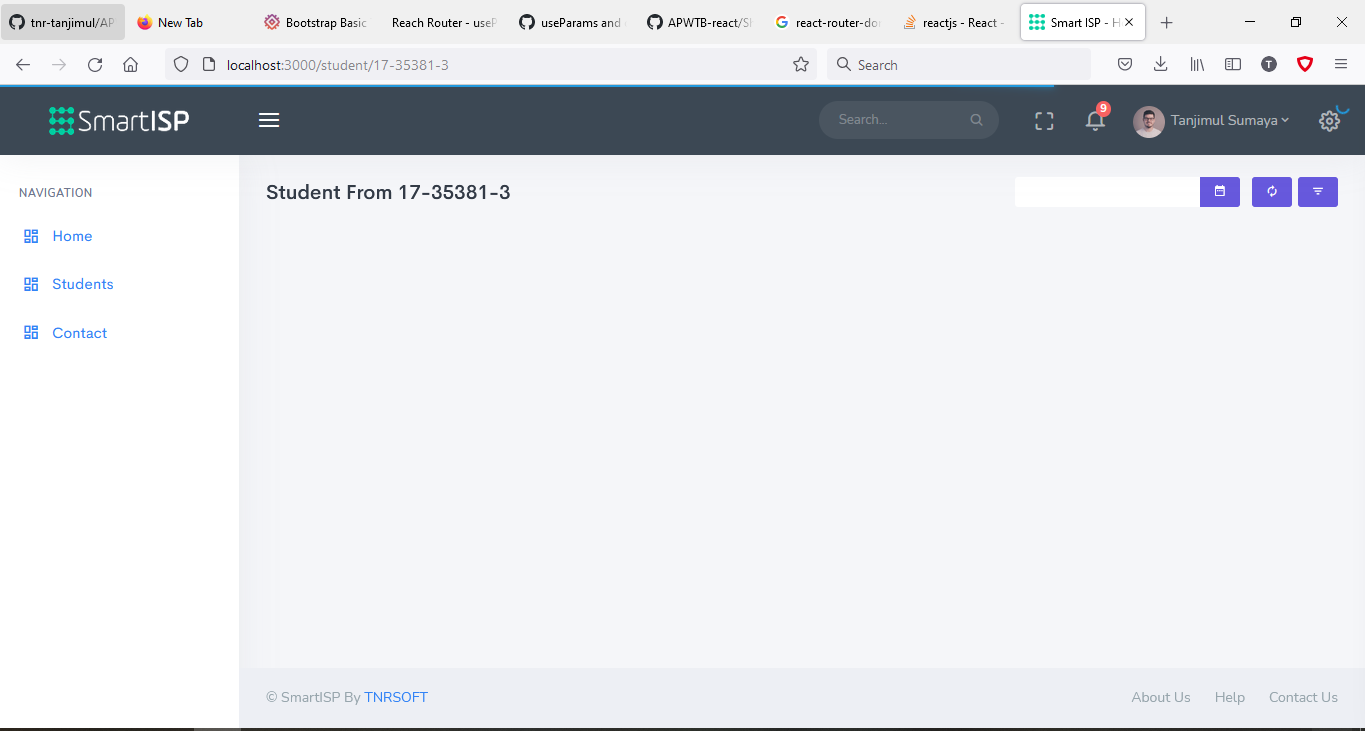 tnr-tanjimul/AP
New Tab
Bootstrap Basic
Reach Router - useP
useParams and
APWTB-react/Sh
react-router-dom
reactjs - React -
Smart ISP - H
localhost:3000/student/17-35381-3
Search
T
SmartISP
Search...
9
Tanjimul Sumaya
NAVIGATION
Home
Students
Contact
Student From 17-35381-3
© SmartISP By TNRSOFT
About Us
Help
Contact Us